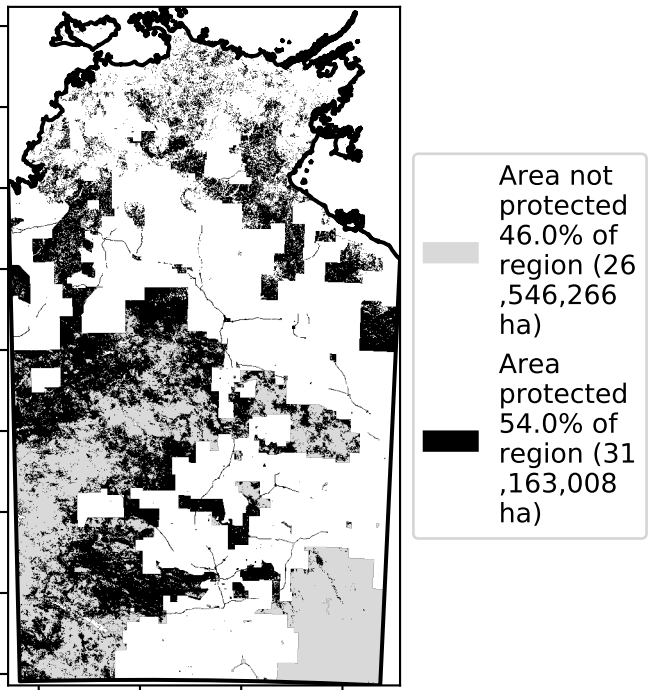 Area not
protected
46.0% of
region (26
,546,266
ha)
Area
protected
54.0% of
region (31
,163,008
ha)